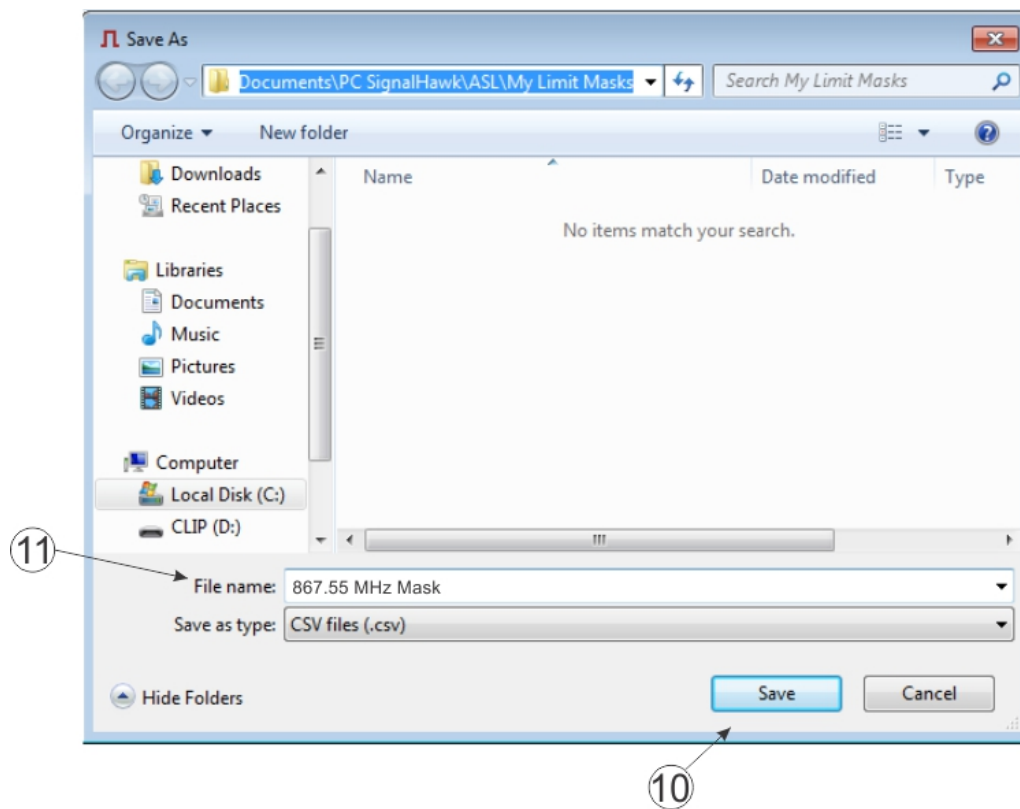 Save As
Documents\PC SignalHawk\ASL\My Limit Masks
Search My Limit Masks
Organize
New folder
Downloads
Recent Places
Libraries
Documents
Music
Pictures
Videos
Computer
Local Disk (C:)
CLIP (D:)
Name
Date modified
Type
No items match your search.
11
File name: 867.55 MHz Mask
Save as type: CSV files (.csv)
Hide Folders
Save
Cancel
10